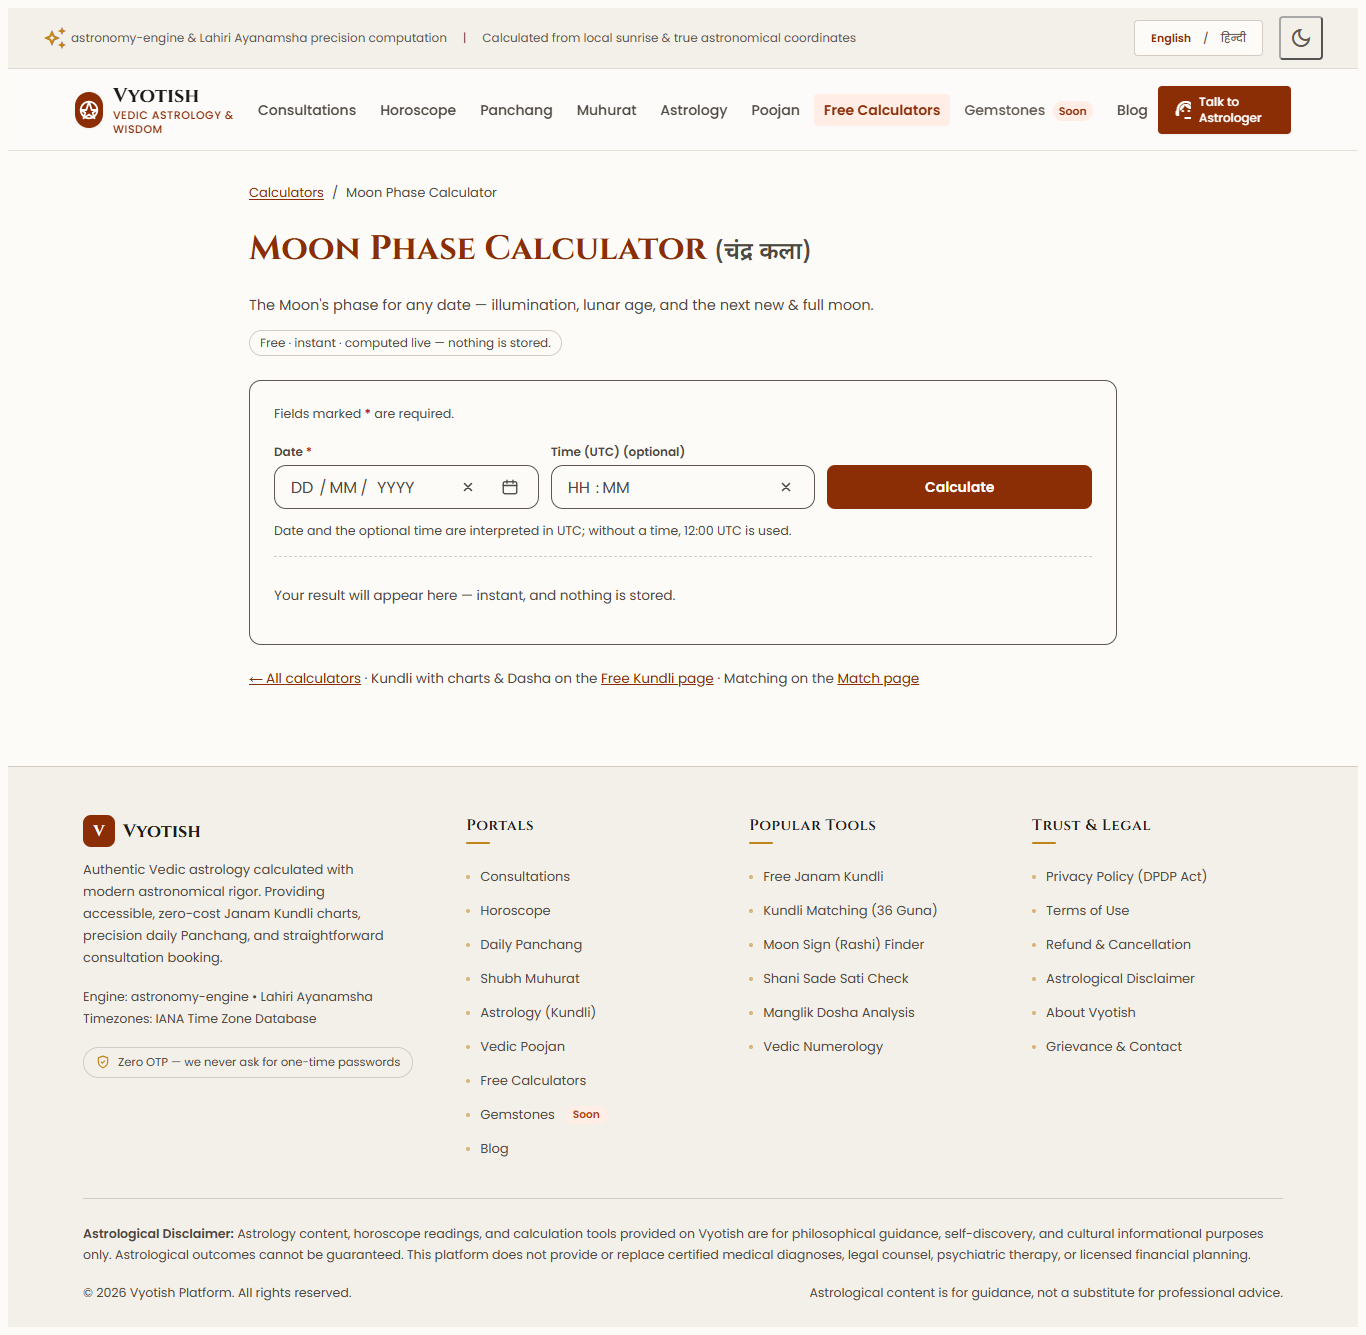 astronomy-engine & Lahiri Ayanamsha precision computation | Calculated from local sunrise & true astronomical coordinates
English / हिन्दी
Vyotish
VEDIC ASTROLOGY & WISDOM
Consultations
Horoscope
Panchang
Muhurat
Astrology
Poojan
Free Calculators
Gemstones Soon
Blog
Talk to Astrologer
Calculators / Moon Phase Calculator
Moon Phase Calculator (चंद्र कला)
The Moon's phase for any date — illumination, lunar age, and the next new & full moon.
Free · instant · computed live — nothing is stored.
Fields marked * are required.
Date *
Time (UTC) (optional)
DD / MM / YYYY
HH : MM
Calculate
Date and the optional time are interpreted in UTC; without a time, 12:00 UTC is used.
Your result will appear here — instant, and nothing is stored.
← All calculators · Kundli with charts & Dasha on the Free Kundli page · Matching on the Match page
V Vyotish
Authentic Vedic astrology calculated with
modern astronomical rigor. Providing
accessible, zero-cost Janam Kundli charts,
precision daily Panchang, and straightforward
consultation booking.
Engine: astronomy-engine • Lahiri Ayanamsha
Timezones: IANA Time Zone Database
Zero OTP — we never ask for one-time passwords
Portals
Consultations
Horoscope
Daily Panchang
Shubh Muhurat
Astrology (Kundli)
Vedic Poojan
Free Calculators
Gemstones Soon
Blog
Popular Tools
Free Janam Kundli
Kundli Matching (36 Guna)
Moon Sign (Rashi) Finder
Shani Sade Sati Check
Manglik Dosha Analysis
Vedic Numerology
Trust & Legal
Privacy Policy (DPDP Act)
Terms of Use
Refund & Cancellation
Astrological Disclaimer
About Vyotish
Grievance & Contact
Astrological Disclaimer: Astrology content, horoscope readings, and calculation tools provided on Vyotish are for philosophical guidance, self-discovery, and cultural informational purposes
only. Astrological outcomes cannot be guaranteed. This platform does not provide or replace certified medical diagnoses, legal counsel, psychiatric therapy, or licensed financial planning.
© 2026 Vyotish Platform. All rights reserved.
Astrological content is for guidance, not a substitute for professional advice.